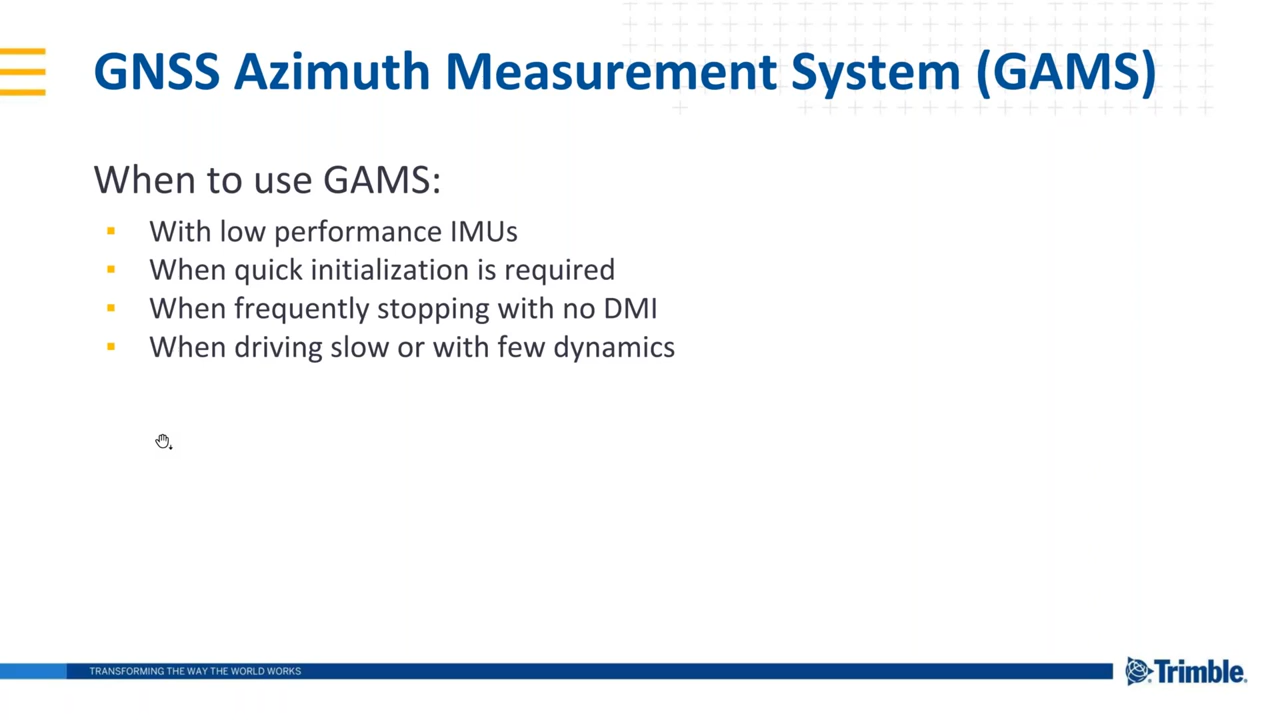 GNSS Azimuth Measurement System (GAMS)
When to use GAMS:
▪ With low performance IMUs
▪ When quick initialization is required
▪ When frequently stopping with no DMI
▪ When driving slow or with few dynamics
TRANSFORMING THE WAY THE WORLD WORKS
Trimble.